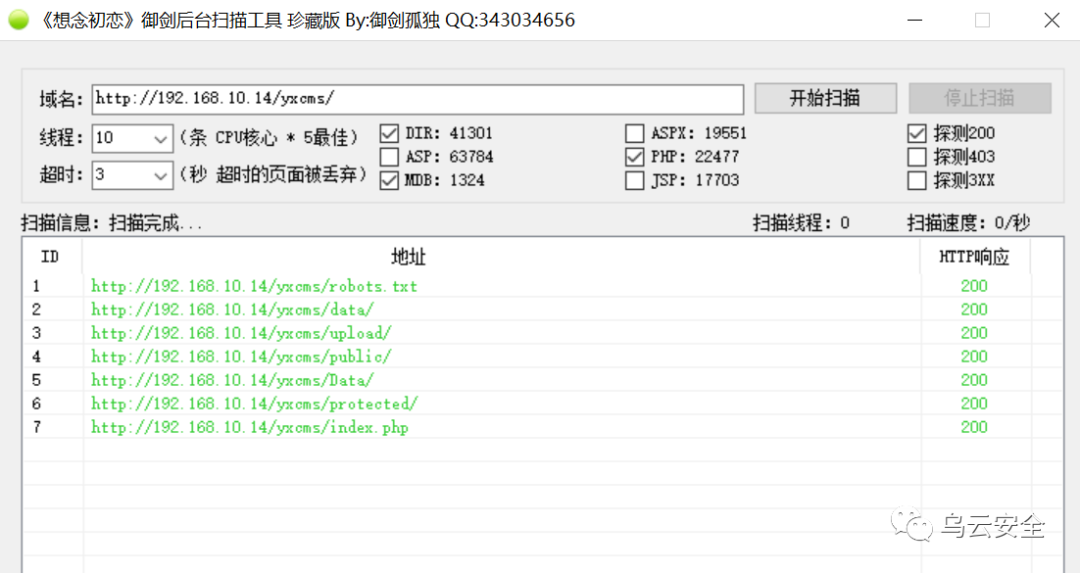 《想念初恋》御剑后台扫描工具 珍藏版 By:御剑孤独 QQ:343034656
域名: http://192.168.10.14/yxcms/ 开始扫描 停止扫描
线程: 10 (条 CPU核心 * 5最佳) DIR: 41301 ASPX: 19551 探测200
ASP: 63784 PHP: 22477 探测403
超时: 3 (秒 超时的页面被丢弃) MDB: 1324 JSP: 17703 探测3XX
扫描信息: 扫描完成... 扫描线程: 0 扫描速度: 0/秒
ID 地址 HTTP响应
1 http://192.168.10.14/yxcms/robots.txt 200
2 http://192.168.10.14/yxcms/data/ 200
3 http://192.168.10.14/yxcms/upload/ 200
4 http://192.168.10.14/yxcms/public/ 200
5 http://192.168.10.14/yxcms/Data/ 200
6 http://192.168.10.14/yxcms/protected/ 200
7 http://192.168.10.14/yxcms/index.php 200
乌云安全